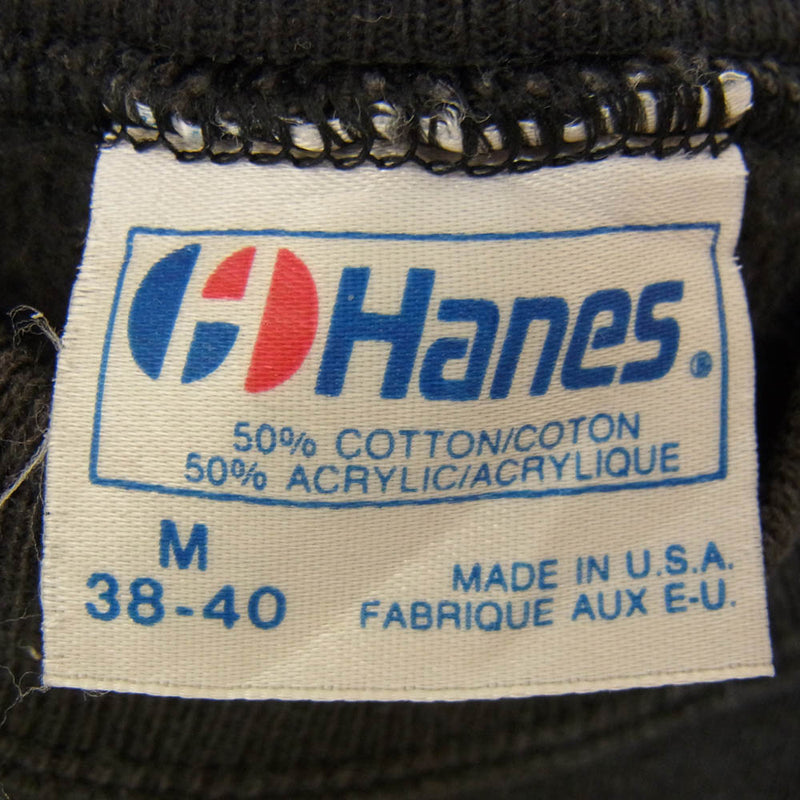 Hanes®
50% COTTON/COTON
50% ACRYLIC/ACRYLIQUE
M
38-40
MADE IN U.S.A.
FABRIQUE AUX E-U.